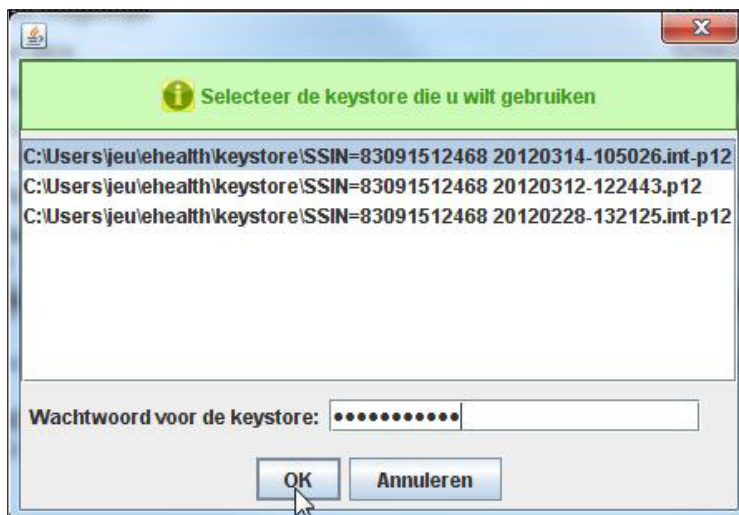 Selecteer de keystore die u wilt gebruiken
C:\Users\jeu\ehealth\keystore\SSIN=83091512468 20120314-105026.int-p12
C:\Users\jeu\ehealth\keystore\SSIN=83091512468 20120312-122443.p12
C:\Users\jeu\ehealth\keystore\SSIN=83091512468 20120228-132125.int-p12
Wachtwoord voor de keystore: •••••••••••
OK Annuleren